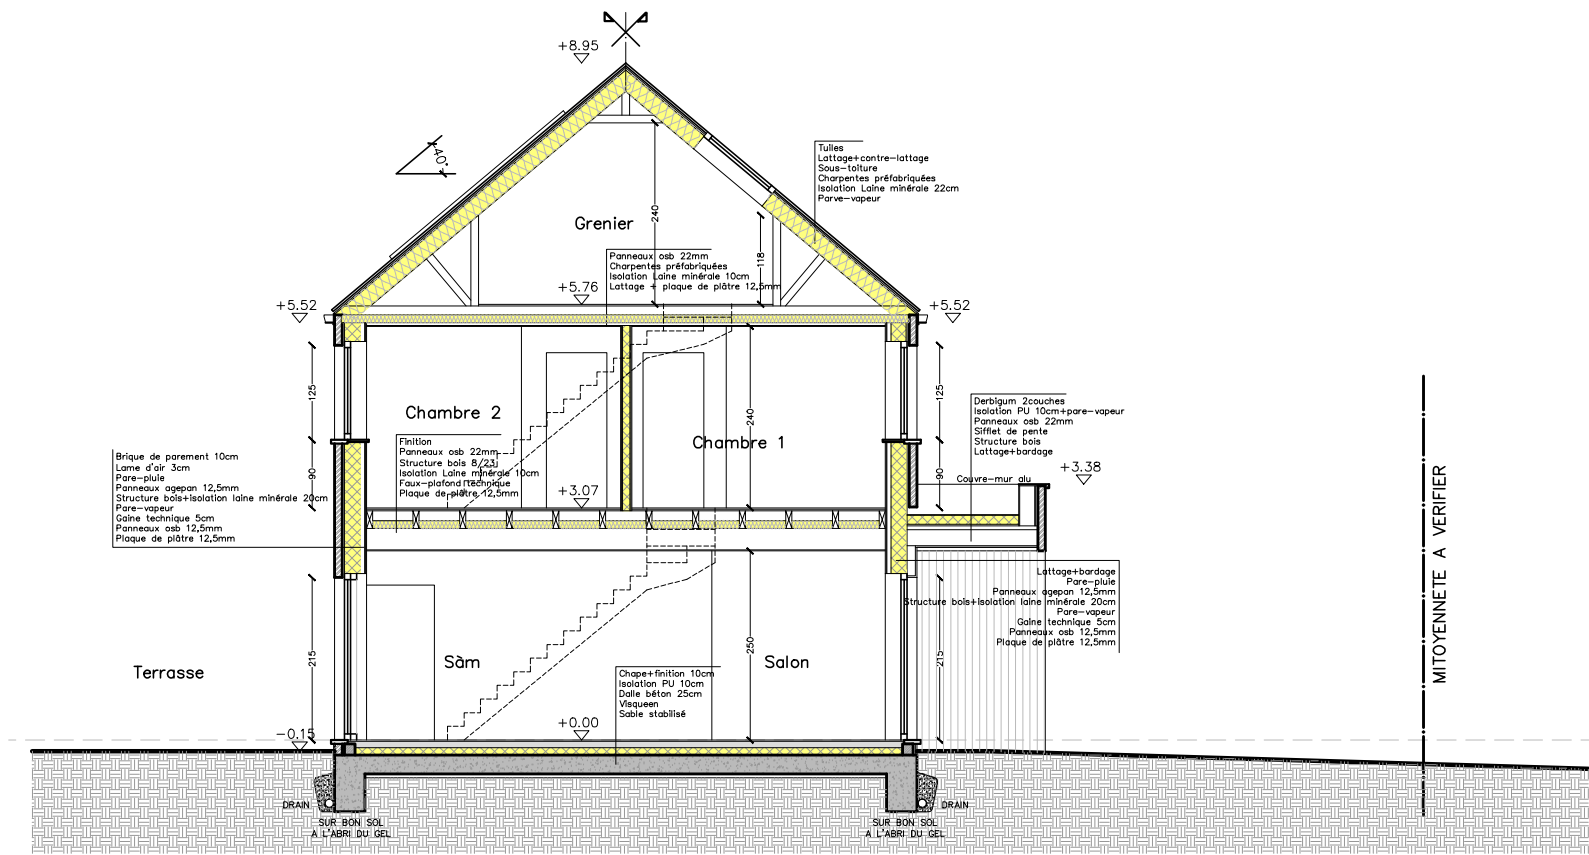 +8.95
40°
Tulles
Lattage+contre-lattage
Sous-toiture
Charpentes préfabriquées
Isolation Laine minérale 22cm
Parve-vapeur
240
Grenier
118
Panneaux osb 22mm
Charpentes préfabriquées
Isolation Laine minérale 10cm
Lattage + plaque de plâtre 12,5mm
+5.76
+5.52
+5.52
125
125
Chambre 2
240
Chambre 1
Derbigum 2couches
Isolation PU 10cm+pare-vapeur
Panneaux osb 22mm
Sifflet de pente
Structure bois
Lattage+bardage
Finition
Panneaux osb 22mm
Structure bois 8/23
Isolation Laine minérale 10cm
Faux-plafond technique
Plaque de plâtre 12,5mm
Brique de parement 10cm
Lame d'air 3cm
Pare-pluie
Panneaux agepan 12,5mm
Structure bois+isolation laine minérale 20cm
Pare-vapeur
Gaine technique 5cm
Panneaux osb 12,5mm
Plaque de plâtre 12,5mm
90
90
+3.38
Couvre-mur alu
+3.07
MITOYENNETE A VERIFIER
Lattage+bardage
Pare-pluie
Panneaux agepan 12,5mm
Structure bois+isolation laine minérale 20cm
Pare-vapeur
Gaine technique 5cm
Panneaux osb 12,5mm
Plaque de plâtre 12,5mm
215
250
215
Terrasse
Sàm
Salon
Chape+finition 10cm
Isolation PU 10cm
Dalle béton 25cm
Visqueen
Sable stabilisé
+0.00
-0.15
DRAIN
DRAIN
SUR BON SOL
A L'ABRI DU GEL
SUR BON SOL
A L'ABRI DU GEL